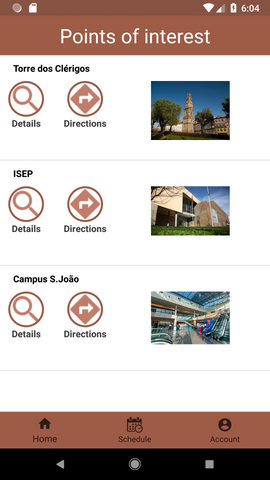 6:04
Points of interest
Torre dos Clérigos
Details Directions
ISEP
Details Directions
Campus S.João
Details Directions
Home Schedule Account